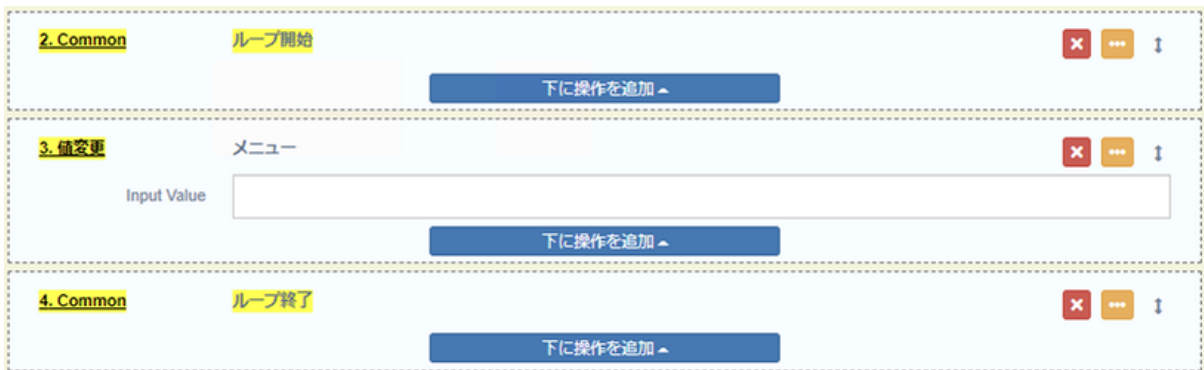 2. Common ループ開始
下に操作を追加
3. 値変更 メニュー
Input Value
下に操作を追加
4. Common ループ終了
下に操作を追加